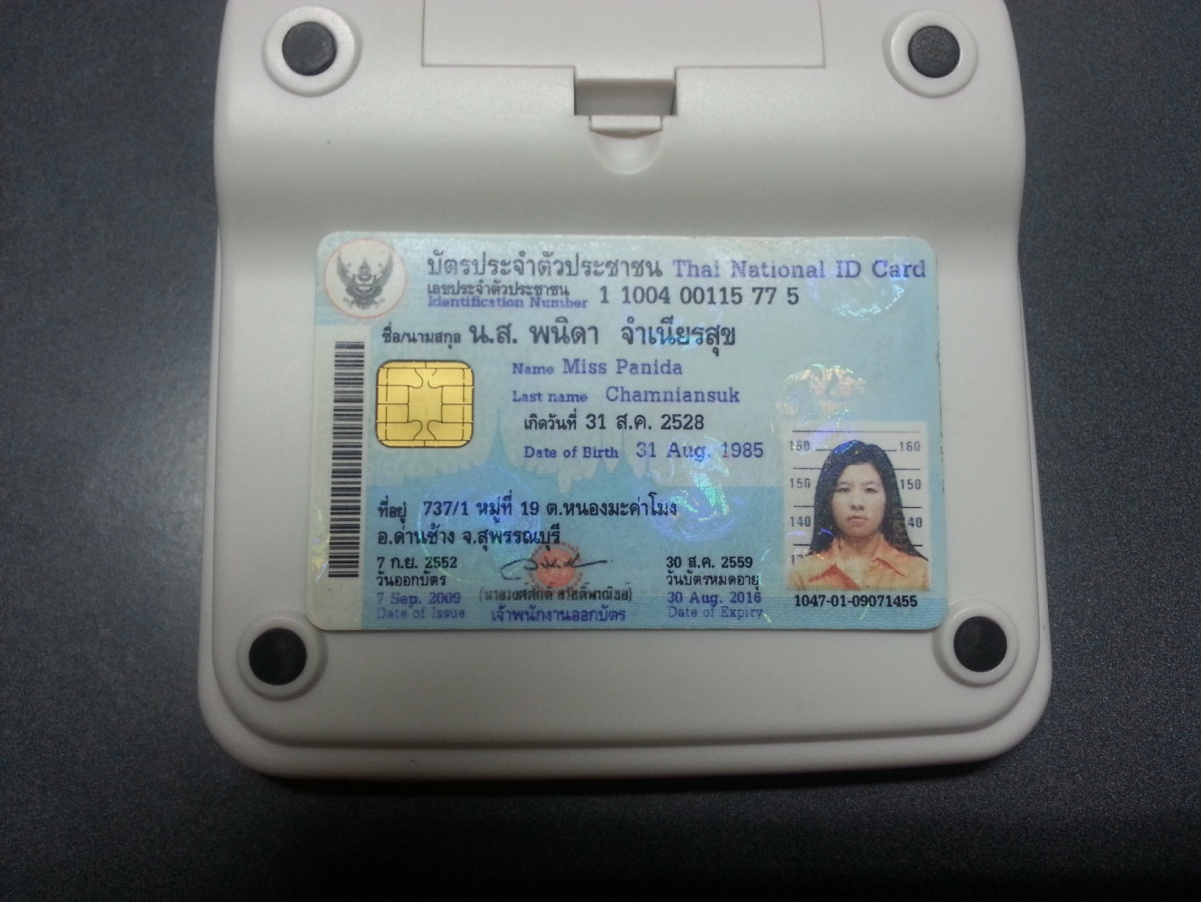 บัตรประจำตัวประชาชน Thai National ID Card
เลขประจำตัวประชาชน
Identification Number 1 1004 00115 77 5
ชื่อ/นามสกุล น.ส. พนิดา จำเนียรสุข
Name Miss Panida
Last name Chamniansuk
เกิดวันที่ 31 ส.ค. 2528
Date of Birth 31 Aug. 1985
160 160
150 150
140 40
ที่อยู่ 737/1 หมู่ที่ 19 ต.หนองมะค่าโมง
อ.ด่านช้าง จ.สุพรรณบุรี
7 ก.ย. 2552
วันออกบัตร
7 Sep. 2009
Date of Issue
เจ้าพนักงานออกบัตร
30 ส.ค. 2559
วันบัตรหมดอายุ
30 Aug. 2016
Date of Expiry
1047-01-09071455